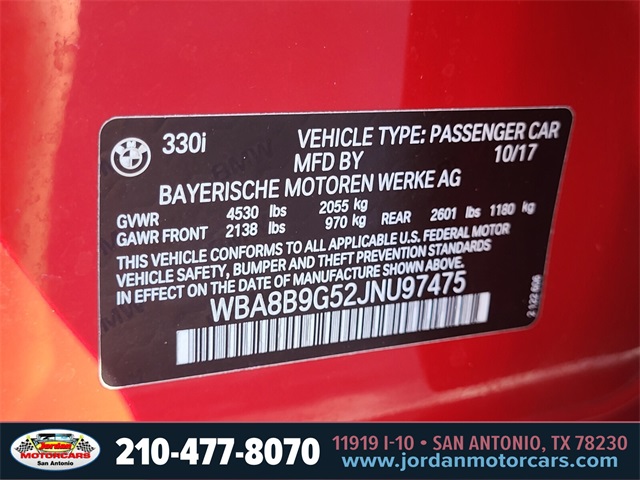 330i VEHICLE TYPE: PASSENGER CAR
MFD BY 10/17
BAYERISCHE MOTOREN WERKE AG
GVWR 4530 lbs 2055 kg
GAWR FRONT 2138 lbs 970 kg REAR 2601 lbs 1180 kg
THIS VEHICLE CONFORMS TO ALL APPLICABLE U.S. FEDERAL MOTOR
VEHICLE SAFETY, BUMPER AND THEFT PREVENTION STANDARDS
IN EFFECT ON THE DATE OF MANUFACTURE SHOWN ABOVE.
WBA8B9G52JNU97475
Jordan
MOTORCARS
San Antonio
210-477-8070
11919 I-10 • SAN ANTONIO, TX 78230
www.jordanmotorcars.com